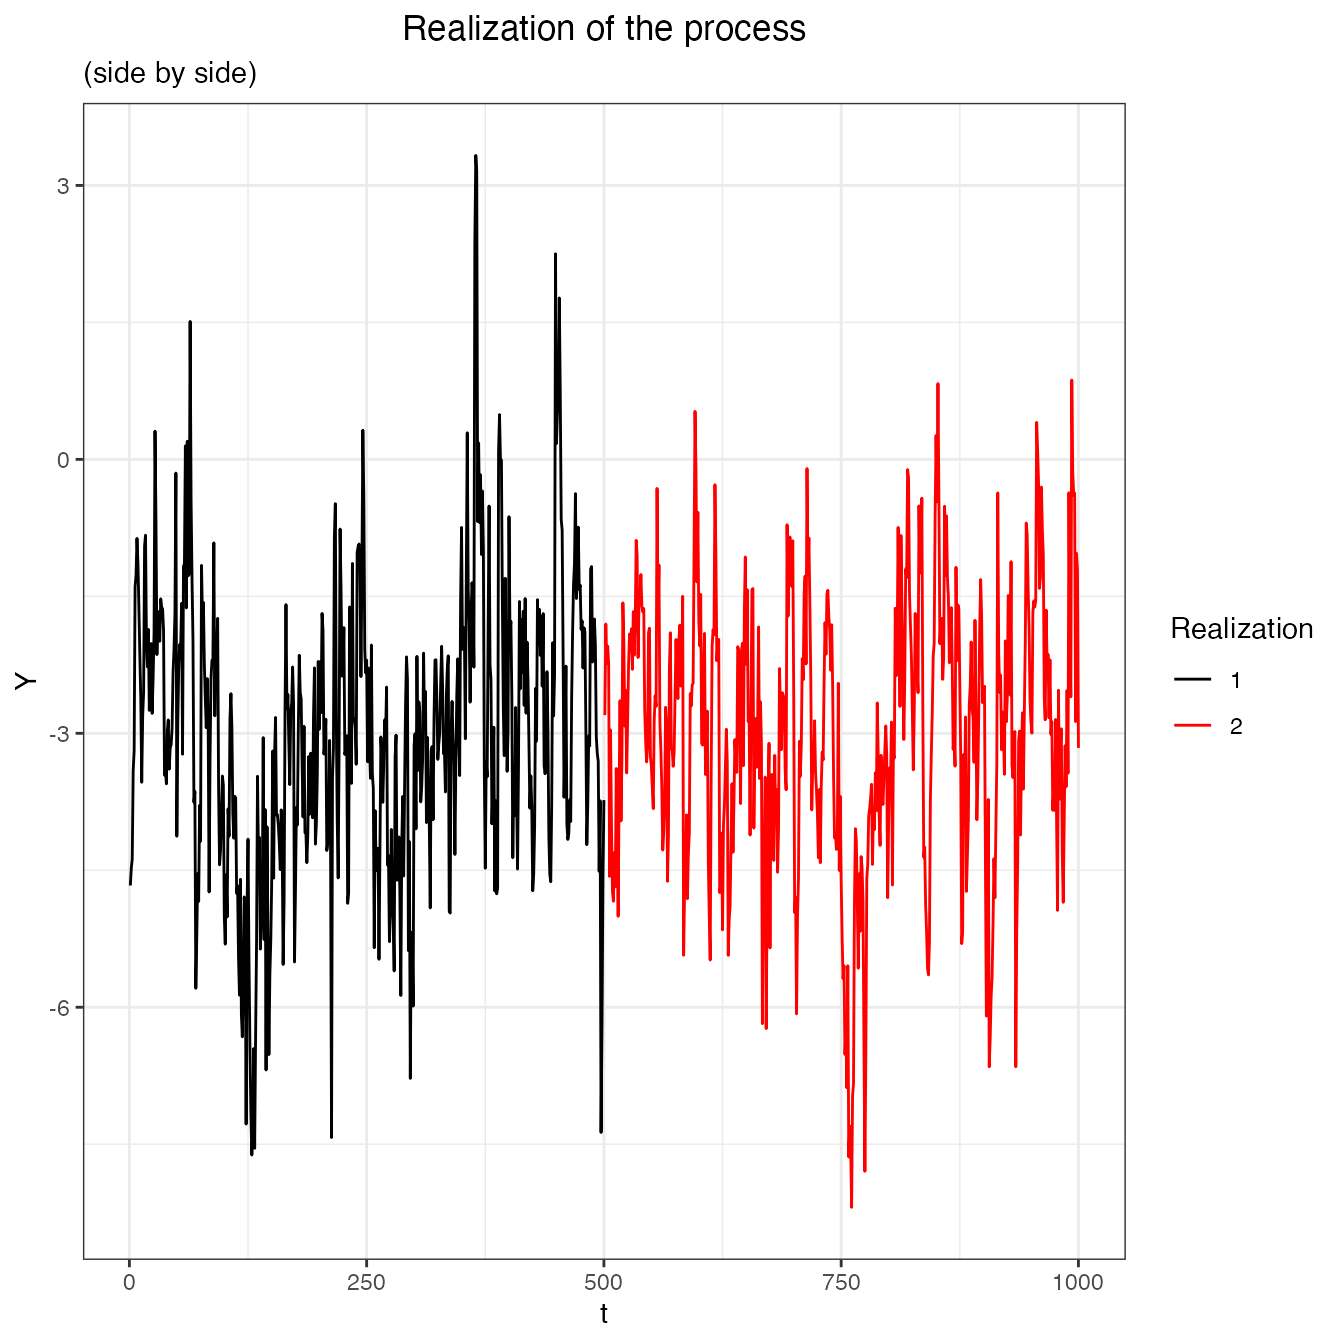 Realization of the process
(side by side)
3
0
-3
-6
Y
0 250 500 750 1000
t
Realization
1
2